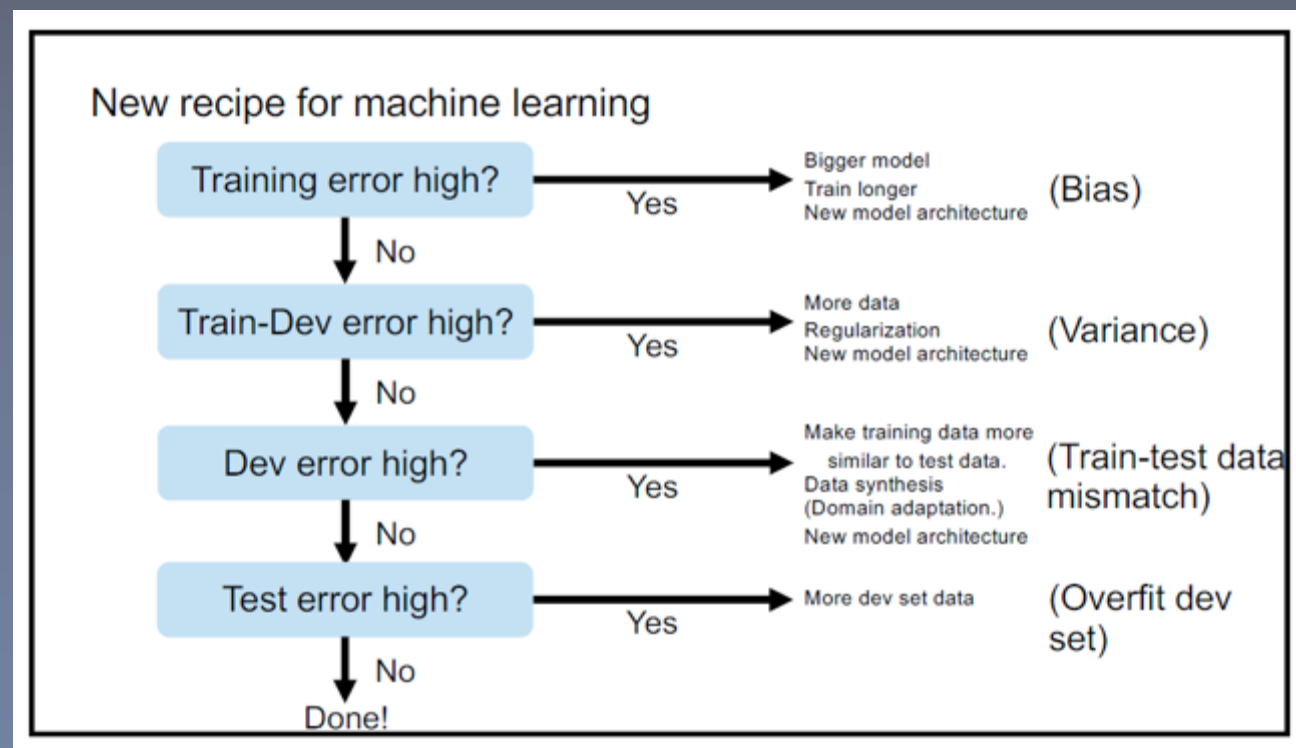 New recipe for machine learning
Training error high?
Yes
Bigger model
Train longer
New model architecture
(Bias)
No
Train-Dev error high?
Yes
More data
Regularization
New model architecture
(Variance)
No
Dev error high?
Yes
Make training data more
similar to test data.
Data synthesis
(Domain adaptation.)
New model architecture
(Train-test data
mismatch)
No
Test error high?
Yes
More dev set data
(Overfit dev
set)
No
Done!